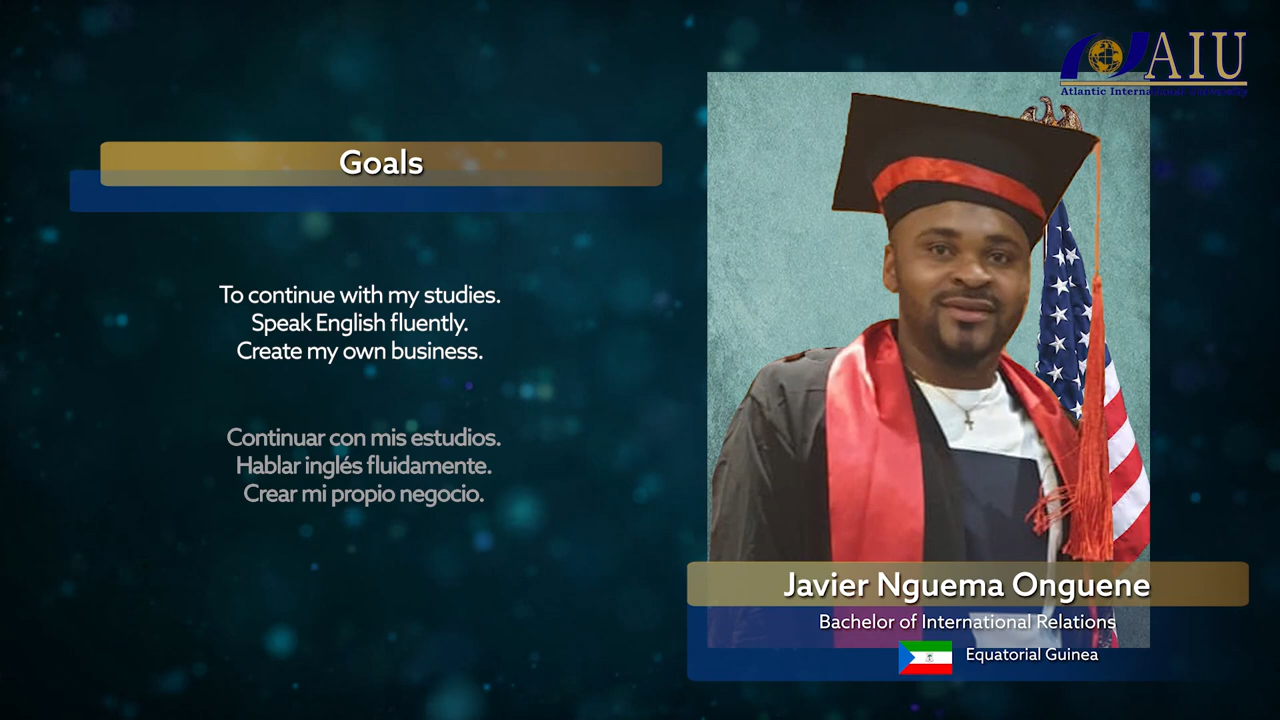 AIU
Atlantic International University
Goals
To continue with my studies.
Speak English fluently.
Create my own business.
Continuar con mis estudios.
Hablar inglés fluidamente.
Crear mi propio negocio.
Javier Nguema Onguene
Bachelor of International Relations
Equatorial Guinea